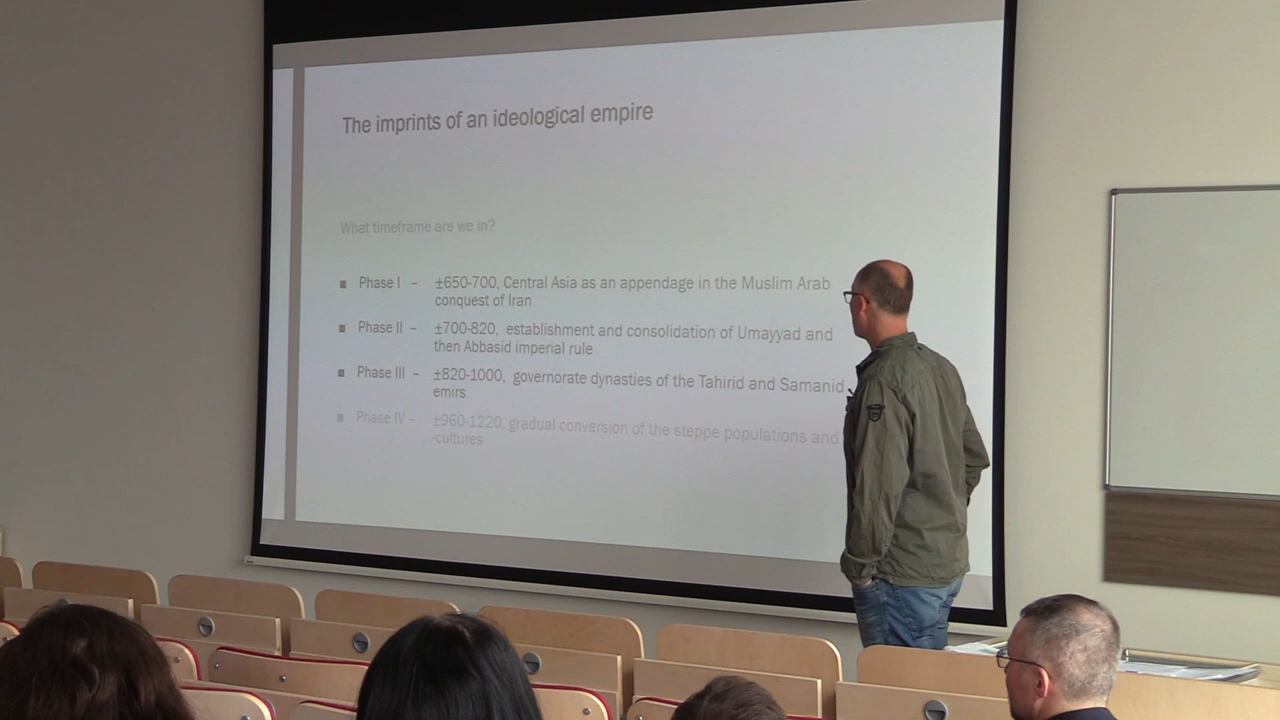 The imprints of an ideological empire
What timeframe are we in?
■ Phase I – ±650-700, Central Asia as an appendage in the Muslim Arab
conquest of Iran
■ Phase II – ±700-820, establishment and consolidation of Umayyad and
then Abbasid imperial rule
■ Phase III – ±820-1000, governorate dynasties of the Tahirid and Samanid
emirs
■ Phase IV – ±960-1220, gradual conversion of the steppe populations and
-cultures